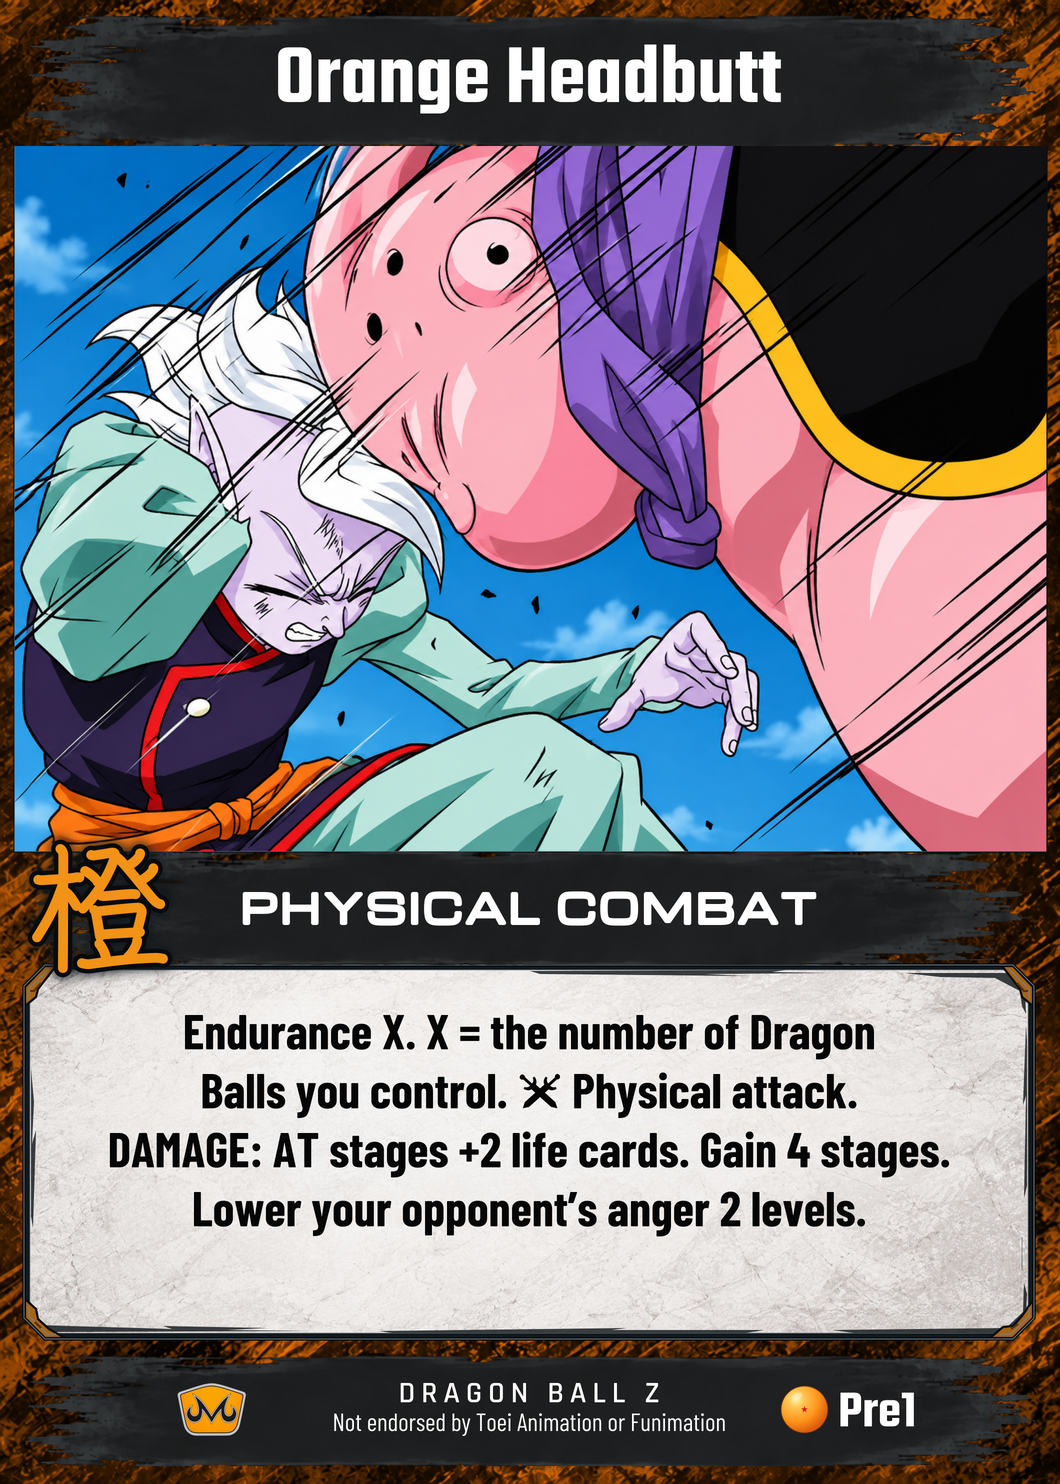 Orange Headbutt
橙
PHYSICAL COMBAT
Endurance X. X = the number of Dragon
Balls you control. Physical attack.
DAMAGE: AT stages +2 life cards. Gain 4 stages.
Lower your opponent’s anger 2 levels.
DRAGON BALL Z
Not endorsed by Toei Animation or Funimation
Pre1